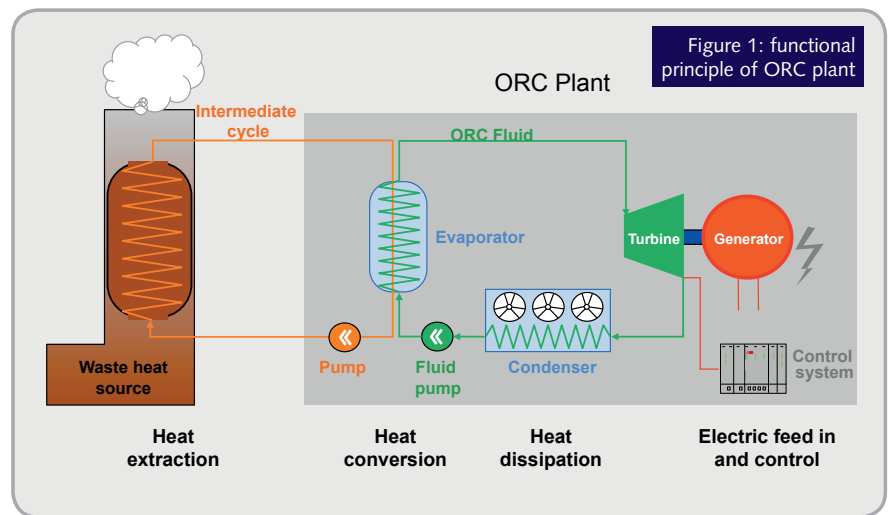 Figure 1: functional
principle of ORC plant
ORC Plant
Intermediate
cycle
ORC Fluid
Evaporator
Turbine
Generator
Waste heat
source
Pump
Fluid
pump
Condenser
Control
system
Heat
extraction
Heat
conversion
Heat
dissipation
Electric feed in
and control